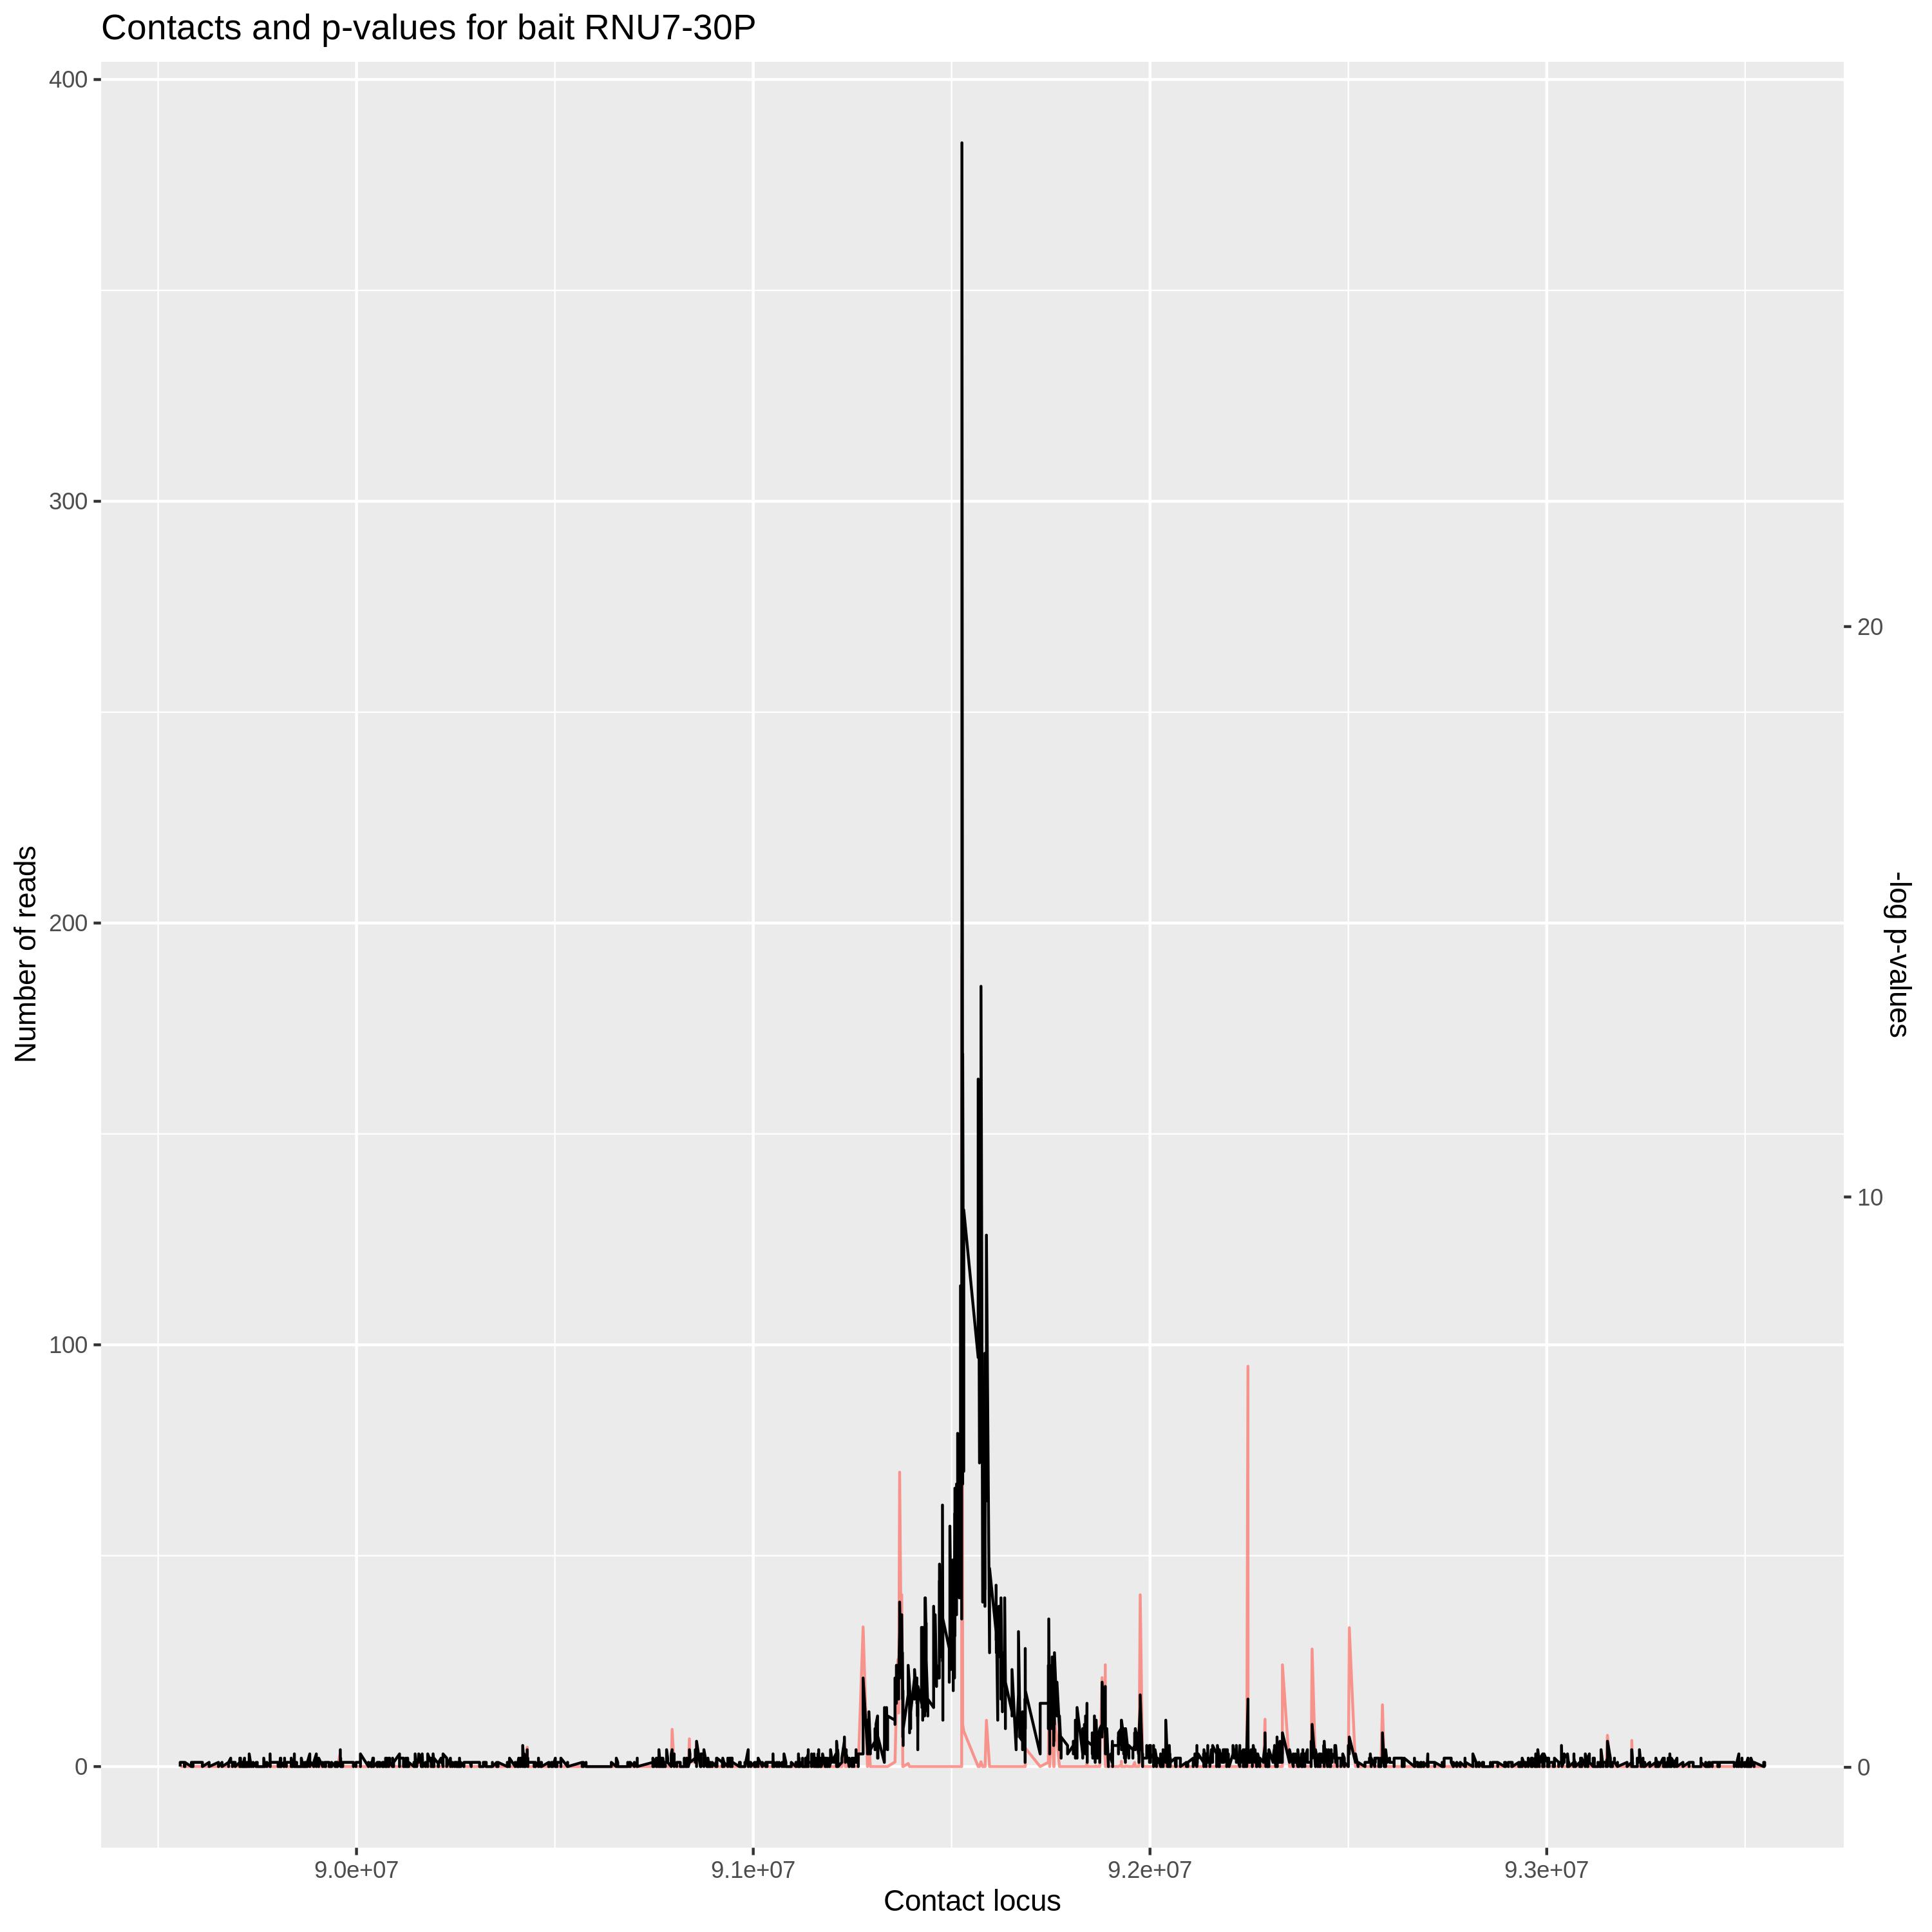 Contacts and p-values for bait RNU7-30P
400
300
200
100
0
20
10
0
Number of reads
-log p-values
9.0e+07
9.1e+07
9.2e+07
9.3e+07
Contact locus